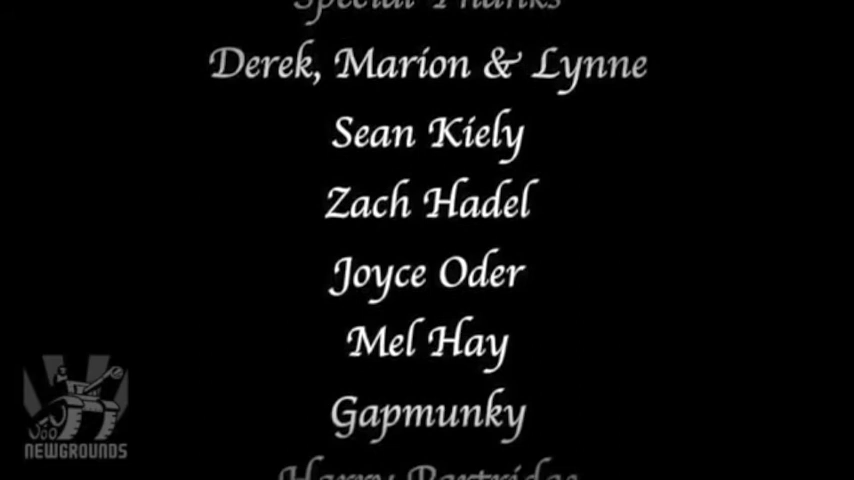 Special Thanks
Derek, Marion & Lynne
Sean Kiely
Zach Hadel
Joyce Oder
Mel Hay
Gapmunky
Harry Partridge
NEWGROUNDS